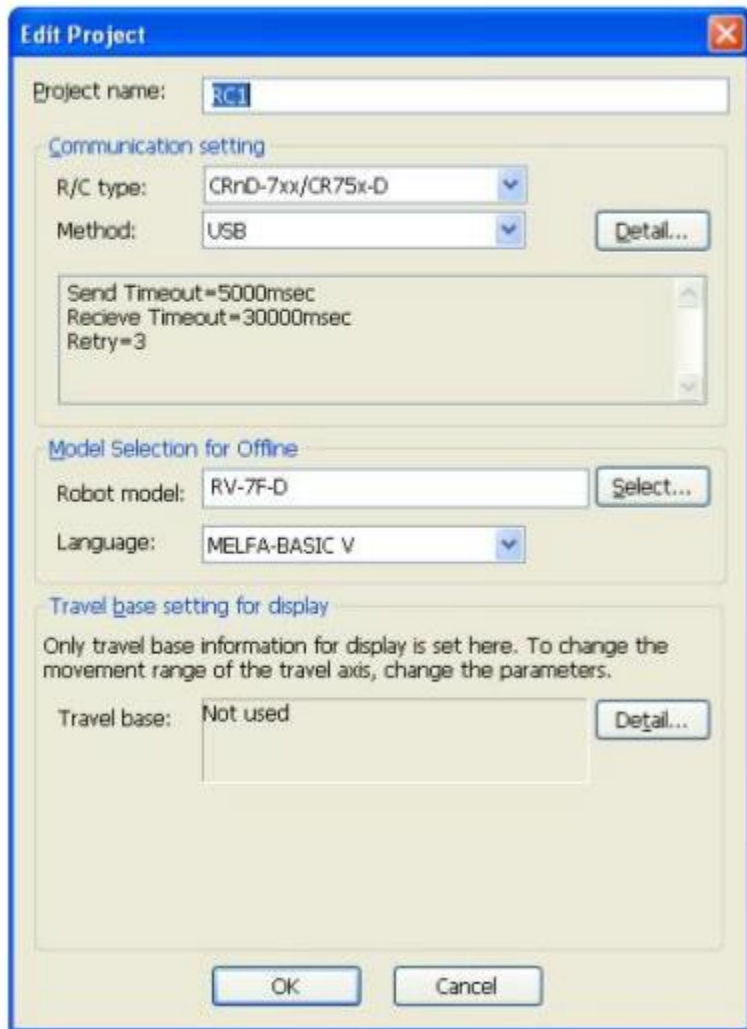 Edit Project
Project name: RC1
Communication setting
R/C type: CRnD-7xx/CR75x-D
Method: USB Detail...
Send Timeout=5000msec
Recieve Timeout=30000msec
Retry=3
Model Selection for Offline
Robot model: RV-7F-D Select...
Language: MELFA-BASIC V
Travel base setting for display
Only travel base information for display is set here. To change the
movement range of the travel axis, change the parameters.
Travel base: Not used Detail...
OK Cancel